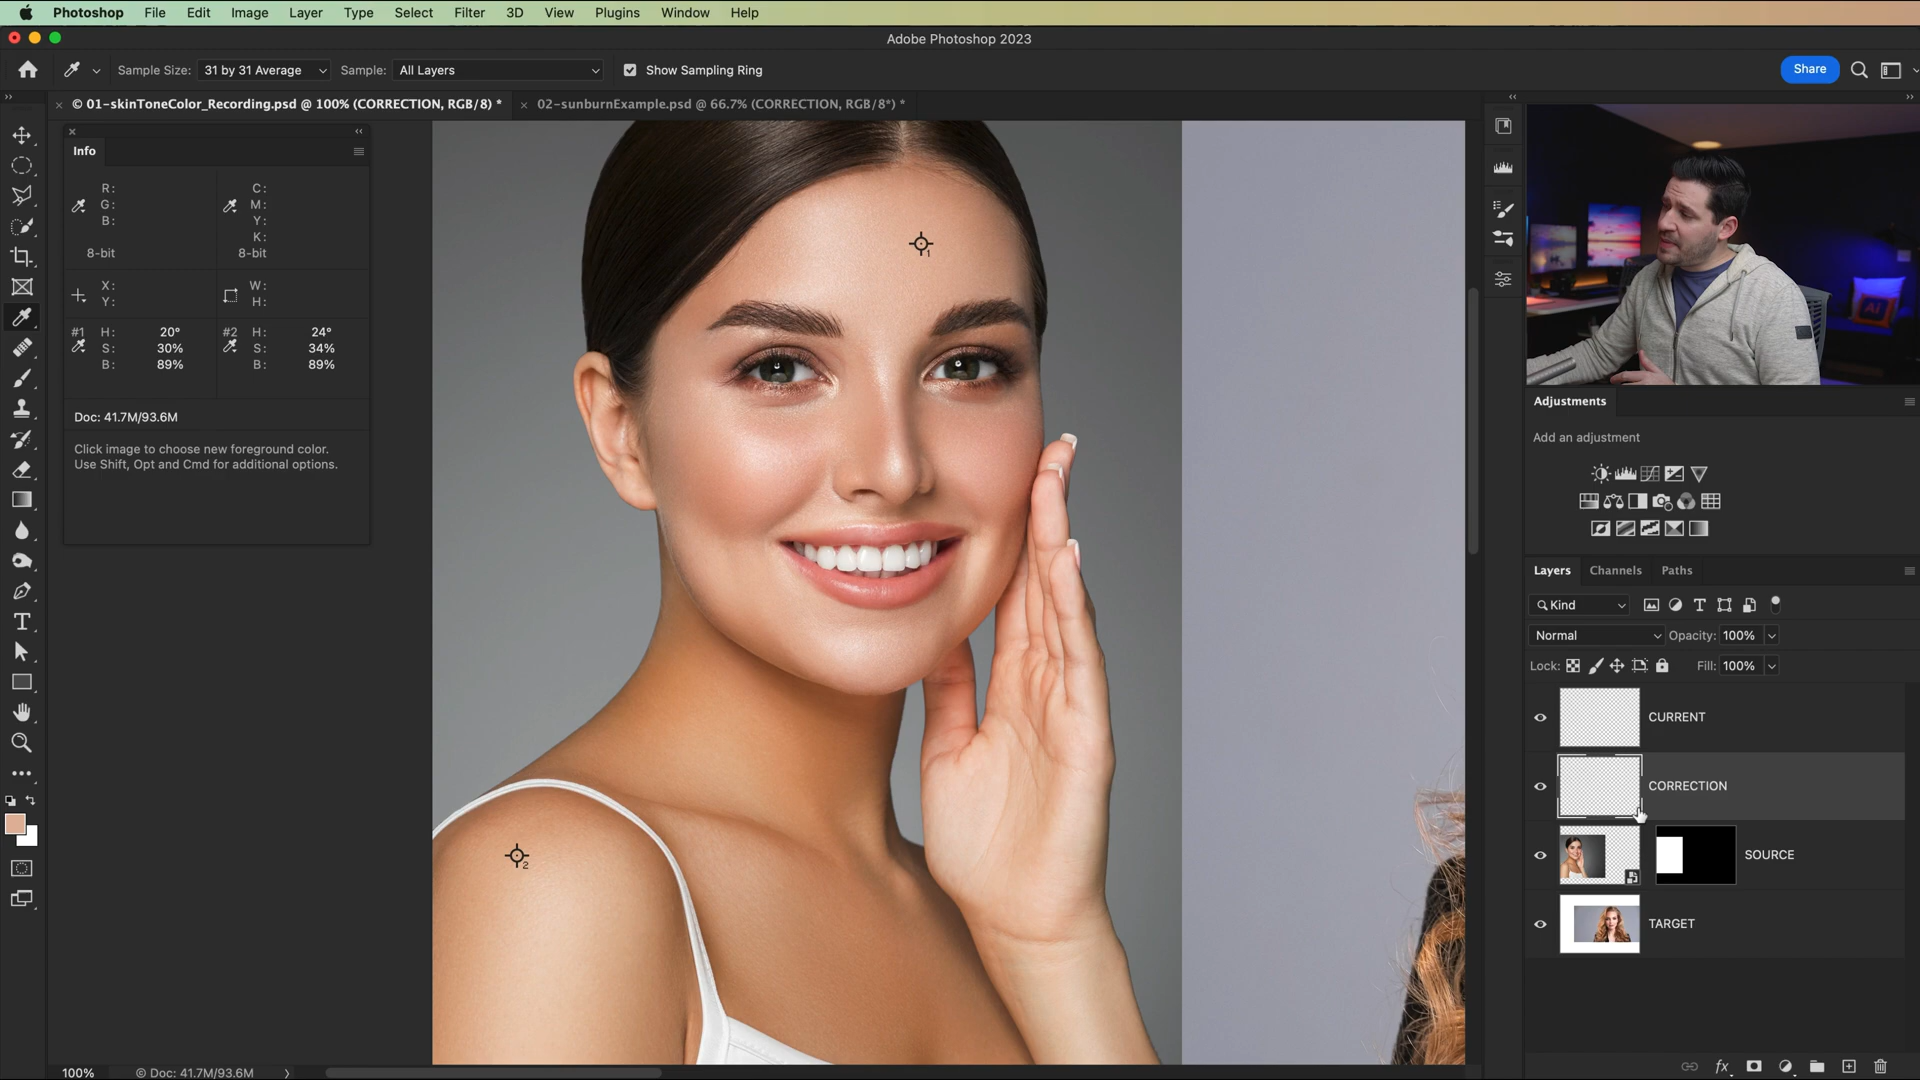 Photoshop File Edit Image Layer Type Select Filter 3D View Plugins Window Help
Adobe Photoshop 2023
Sample Size: 31 by 31 Average Sample: All Layers Show Sampling Ring Share
× © 01-skinToneColor_Recording.psd @ 100% (CORRECTION, RGB/8) * × 02-sunburnExample.psd @ 66.7% (CORRECTION, RGB/8*) *
Info
R: C:
G: M:
B: Y:
K:
8-bit 8-bit
X: W:
Y: H:
#1 H: 20° #2 H: 24°
S: 30% S: 34%
B: 89% B: 89%
Doc: 41.7M/93.6M
Click image to choose new foreground color.
Use Shift, Opt and Cmd for additional options.
1
2
AI
Adjustments
Add an adjustment
Layers Channels Paths
Kind
Normal Opacity: 100%
Lock: Fill: 100%
CURRENT
CORRECTION
SOURCE
TARGET
fx
100% © Doc: 41.7M/93.6M